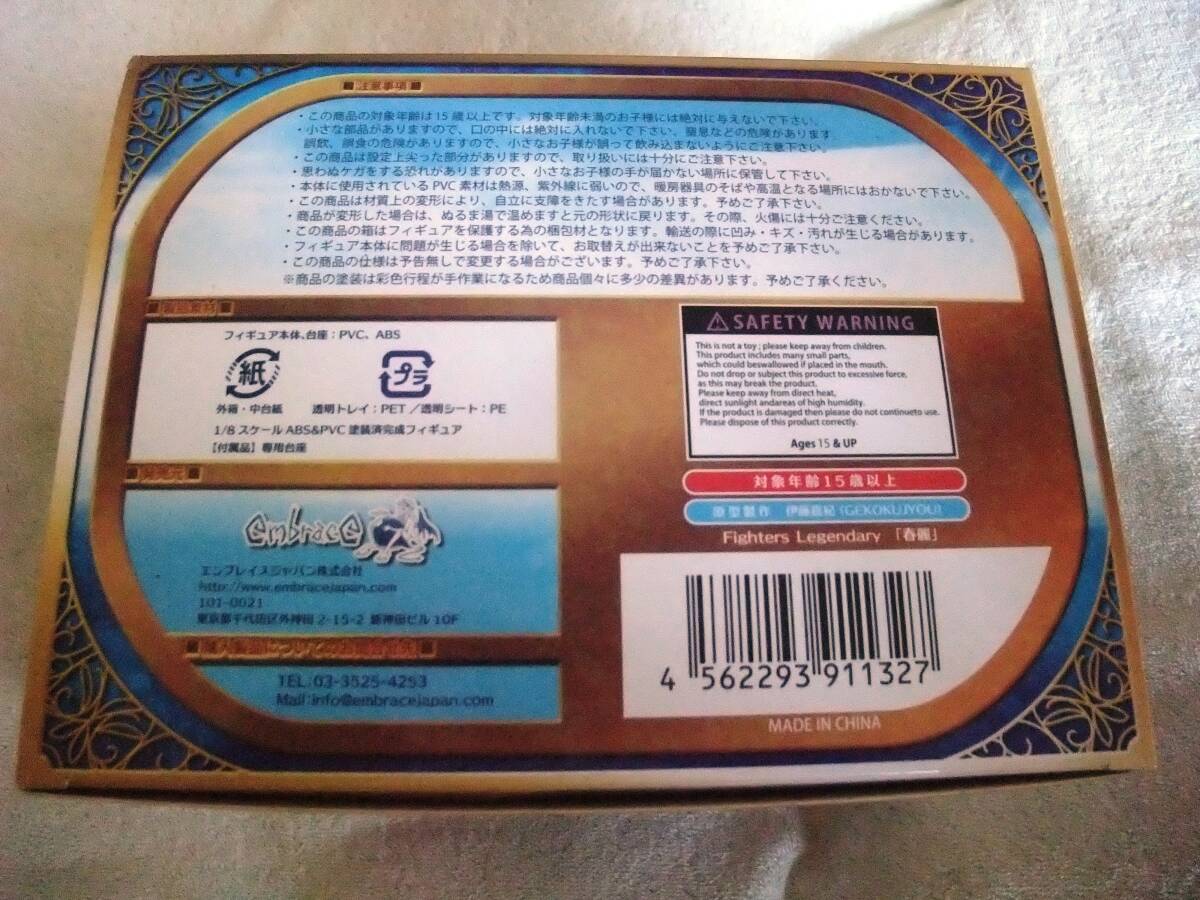 ■注意事項■
・この商品の対象年齢は15歳以上です。対象年齢未満のお子様には絶対に与えないで下さい。
・小さな部品がありますので、口の中には絶対に入れないで下さい。窒息などの危険があります
誤飲、誤食の危険がありますので、小さなお子様が誤って飲み込まないようにご注意下さい。
・この商品は設定上尖った部分がありますので、取り扱いには十分にご注意下さい。
・思わぬケガをする恐れがありますので、小さなお子様の手が届かない場所に保管して下さい。
・本体に使用されているPVC素材は熱源、紫外線に弱いので、暖房器具のそばや高温となる場所にはおかないで下さい。
・この商品は材質上の変形により、自立に支障をきたす場合があります。予めご了承下さい。
・商品が変形した場合は、ぬるま湯で温めますと元の形状に戻ります。その際、火傷には十分ご注意ください。
・この商品の箱はフィギュアを保護する為の梱包材となります。輸送の際に凹み・キズ・汚れが生じる場合があります。
・フィギュア本体に問題が生じる場合を除いて、お取替えが出来ないことを予めご了承下さい。
・この商品の仕様は予告無しで変更する場合がございます。予めご了承下さい。
※商品の塗装は彩色行程が手作業になるため商品個々に多少の差異があります。予めご了承ください。
フィギュア本体、台座：PVC、ABS
紙
プラ
外箱・中台紙 透明トレイ：PET／透明シート：PE
1/8スケールABS&PVC塗装済完成フィギュア
【付属品】専用台座
■発売元■
embracE
エンブレイスジャパン株式会社
http://www.embracejapan.com
101-0021
東京都千代田区外神田2-15-2 新神田ビル10F
■購入製品についてのお問合せ先■
TEL:03-3525-4253
Mail:info@embracejapan.com
⚠SAFETY WARNING
This is not a toy ; please keep away from children.
This product includes many small parts,
which could beswallowed if placed in the mouth.
Do not drop or subject this product to excessive force,
as this may break the product.
Please keep away from direct heat,
direct sunlight andareas of high humidity.
If the product is damaged then please do not continueto use.
Please dispose of this product correctly.
Ages 15 & UP
対象年齢15歳以上
原型製作 伊藤嘉紀（GEKOKUJYOU）
Fighters Legendary 「春麗」
4 562293 911327
MADE IN CHINA